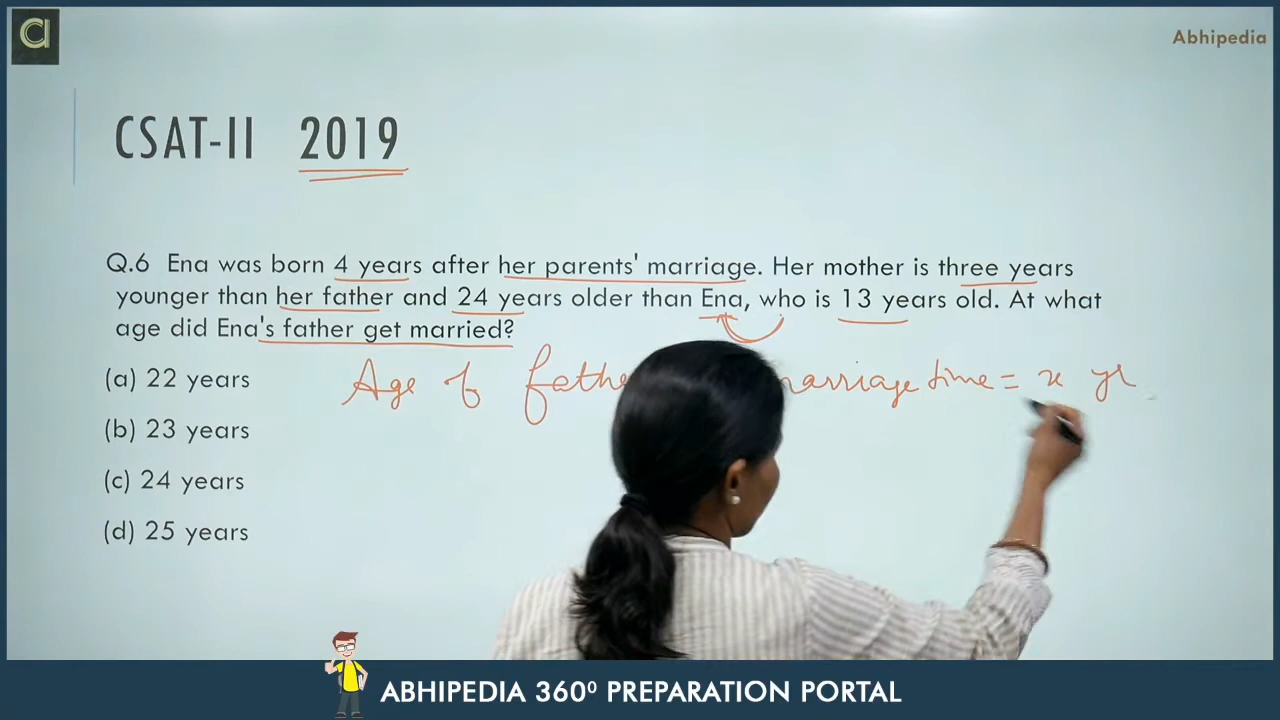 a
Abhipedia
CSAT-II 2019
Q.6 Ena was born 4 years after her parents' marriage. Her mother is three years
younger than her father and 24 years older than Ena, who is 13 years old. At what
age did Ena's father get married?
(a) 22 years
Age of fathe marriage time = x yr
(b) 23 years
(c) 24 years
(d) 25 years
ABHIPEDIA 360⁰ PREPARATION PORTAL